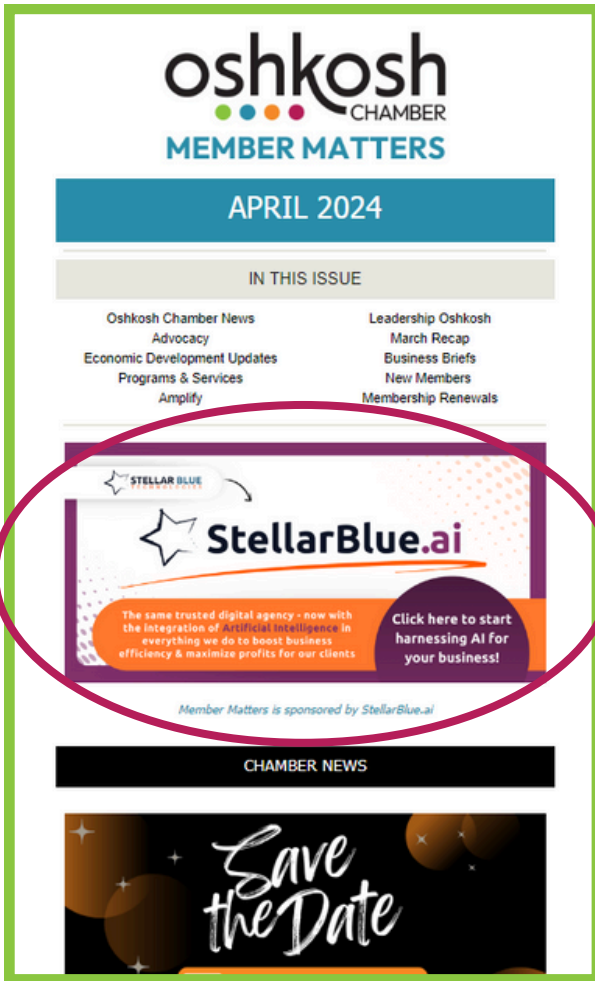 oshkosh
CHAMBER
MEMBER MATTERS
APRIL 2024
IN THIS ISSUE
Oshkosh Chamber News
Advocacy
Economic Development Updates
Programs & Services
Amplify
Leadership Oshkosh
March Recap
Business Briefs
New Members
Membership Renewals
STELLAR BLUE
TECHNOLOGIES
StellarBlue.ai
The same trusted digital agency - now with
the integration of Artificial Intelligence in
everything we do to boost business
efficiency & maximize profits for our clients
Click here to start
harnessing AI for
your business!
Member Matters is sponsored by StellarBlue.ai
CHAMBER NEWS
Save
the Date